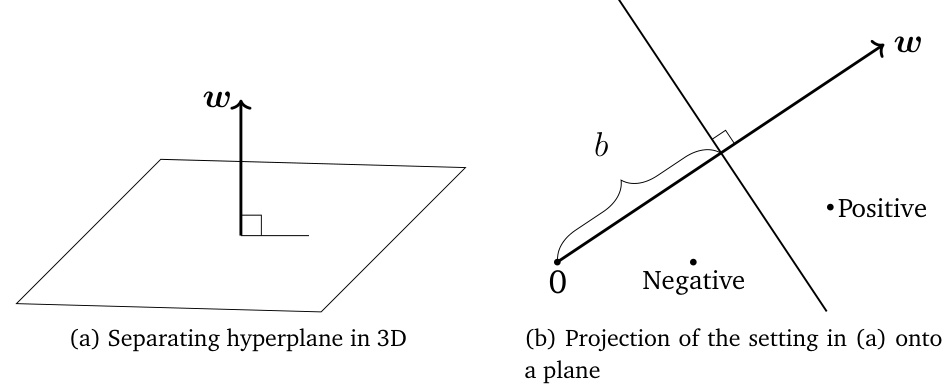 w
(a) Separating hyperplane in 3D
w
b
Positive
0
Negative
(b) Projection of the setting in (a) onto
a plane